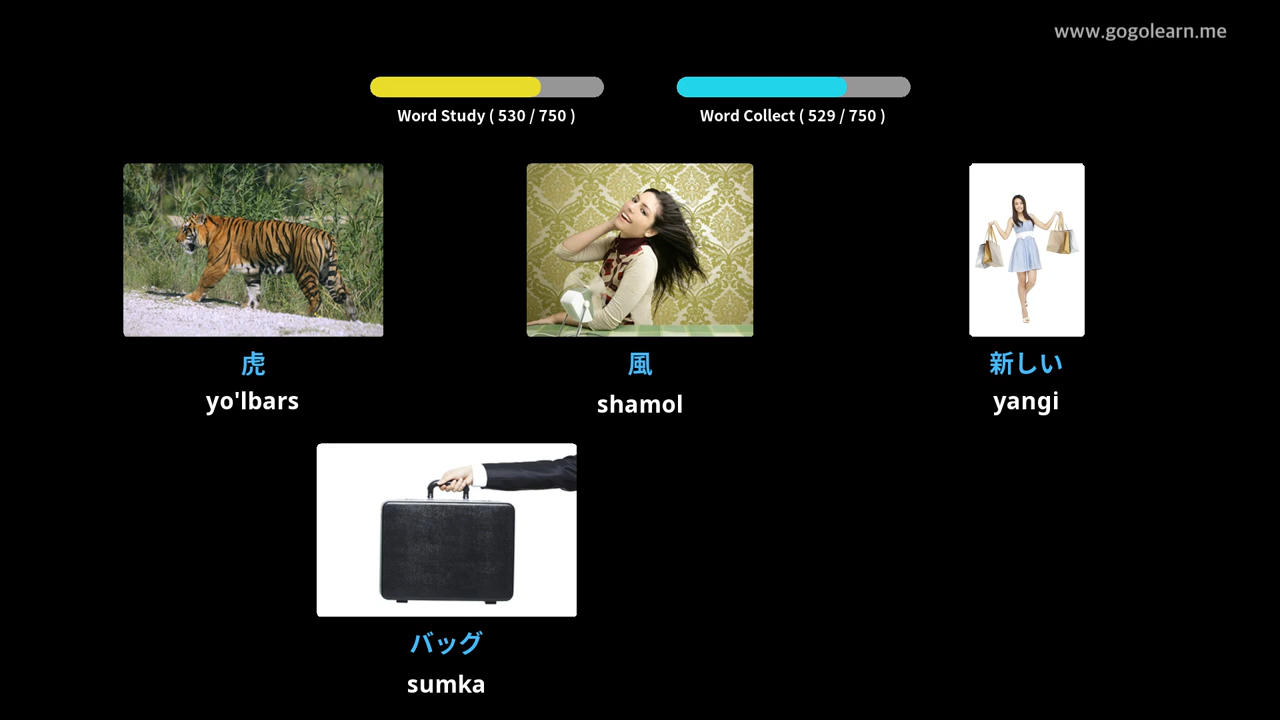 www.gogolearn.me
Word Study ( 530 / 750 )
Word Collect ( 529 / 750 )
虎
yo'lbars
風
shamol
新しい
yangi
バッグ
sumka